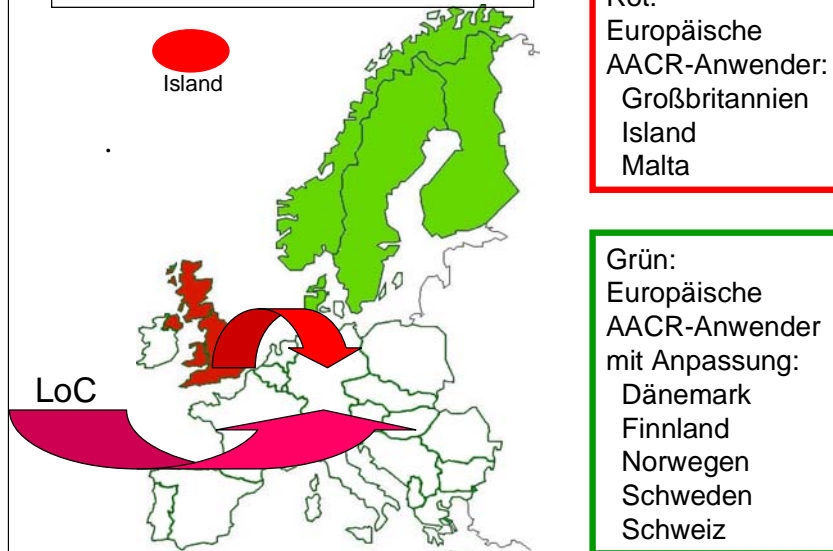 Rot:
Europäische
AACR-Anwender:
Großbritannien
Island
Malta
Island
LoC
Grün:
Europäische
AACR-Anwender
mit Anpassung:
Dänemark
Finnland
Norwegen
Schweden
Schweiz